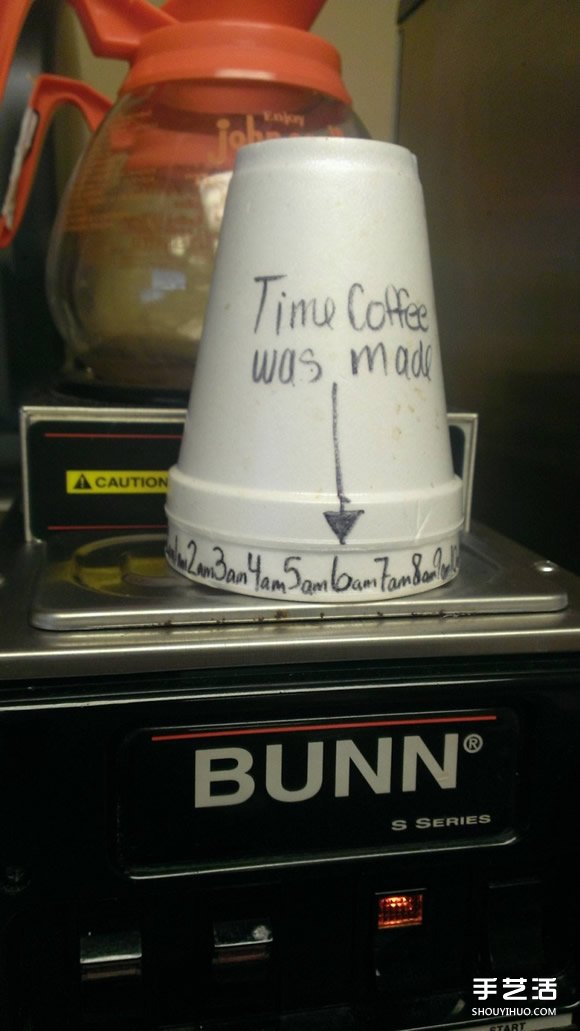 Enjoy
Time Coffee
was made
CAUTION
2am 3am 4am 5am 6am 7am 8am
BUNN®
S SERIES
手艺活
SHOUYIHUO.COM
START